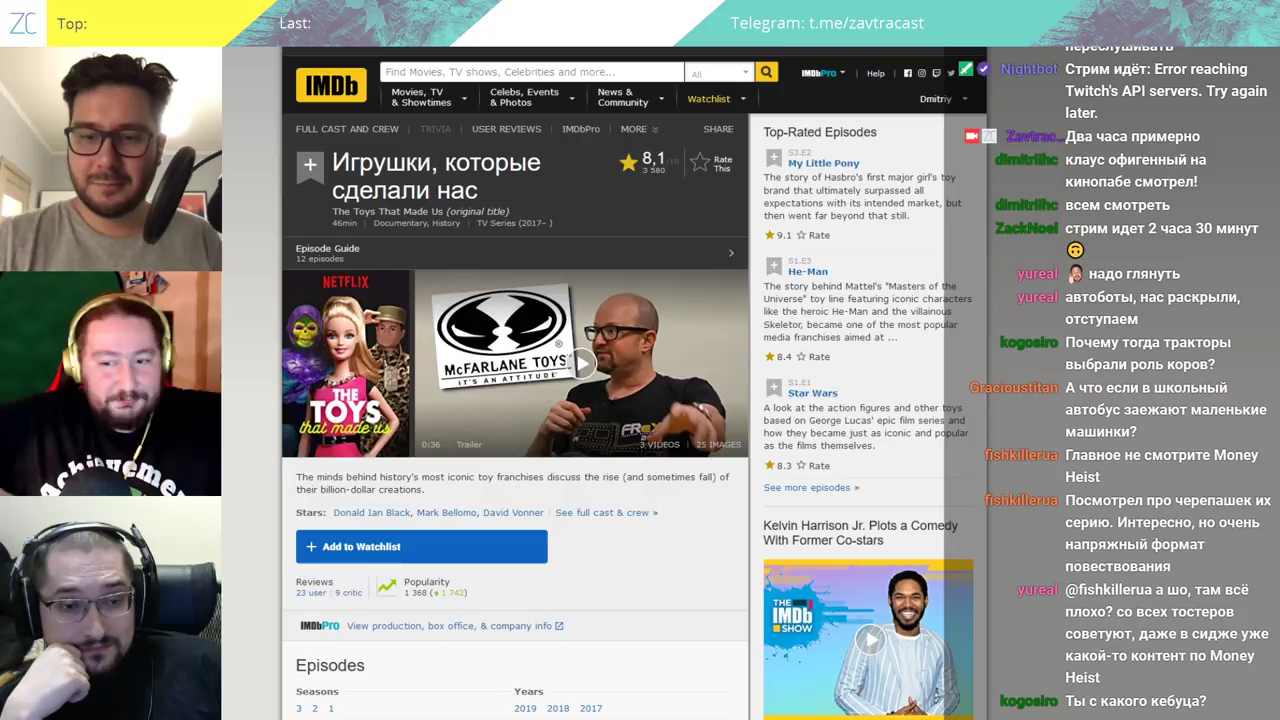 ZC
Top:
Last:
Telegram: t.me/zavtracast
IMDb
Find Movies, TV shows, Celebrities and more...
All
IMDbPro
Help
Movies, TV
& Showtimes
Celebs, Events
& Photos
News &
Community
Watchlist
Dmitriy
FULL CAST AND CREW
TRIVIA
USER REVIEWS
IMDbPro
MORE
SHARE
Игрушки, которые
сделали нас
8,1/10
3 580
Rate
This
The Toys That Made Us (original title)
46min | Documentary, History | TV Series (2017– )
Episode Guide
12 episodes
NETFLIX
THE
TOYS
that made us
McFARLANE TOYS
IT'S AN ATTITUDE
0:36
Trailer
3 VIDEOS
25 IMAGES
The minds behind history's most iconic toy franchises discuss the rise (and sometimes fall) of
their billion-dollar creations.
Stars: Donald Ian Black, Mark Bellomo, David Vonner | See full cast & crew »
+ Add to Watchlist
Reviews
23 user | 9 critic
Popularity
1 368 (1 742)
IMDbPro View production, box office, & company info
Episodes
Seasons
3 2 1
Years
2019 2018 2017
Top-Rated Episodes
S3.E2
My Little Pony
The story of Hasbro's first major girl's toy
brand that ultimately surpassed all
expectations with its intended market, but
then went far beyond that still.
9.1 Rate
S1.E3
He-Man
The story behind Mattel's "Masters of the
Universe" toy line featuring iconic characters
like the heroic He-Man and the villainous
Skeletor, became one of the most popular
media franchises aimed at ...
8.4 Rate
S1.E1
Star Wars
A look at the action figures and other toys
based on George Lucas' epic film series and
how they became just as iconic and popular
as the films themselves.
8.3 Rate
See more episodes »
Kelvin Harrison Jr. Plots a Comedy
With Former Co-stars
THE
IMDb
SHOW
переслушивать
Nightbot Стрим идёт: Error reaching
Twitch's API servers. Try again
later.
Zavtrac... Два часа примерно
dimitriihc клаус офигенный на
кинопабе смотрел!
dimitriihc всем смотреть
ZackNoel стрим идет 2 часа 30 минут
yureal надо глянуть
yureal автоботы, нас раскрыли,
отступаем
kogosiro Почему тогда тракторы
выбрали роль коров?
Gracioustitan А что если в школьный
автобус заежают маленькие
машинки?
fishkillerua Главное не смотрите Money
Heist
fishkillerua Посмотрел про черепашек их
серию. Интересно, но очень
напряжный формат
повествования
yureal @fishkillerua а шо, там всё
плохо? со всех тостеров
советуют, даже в сидже уже
какой-то контент по Money
Heist
kogosiro Ты с какого кебуца?